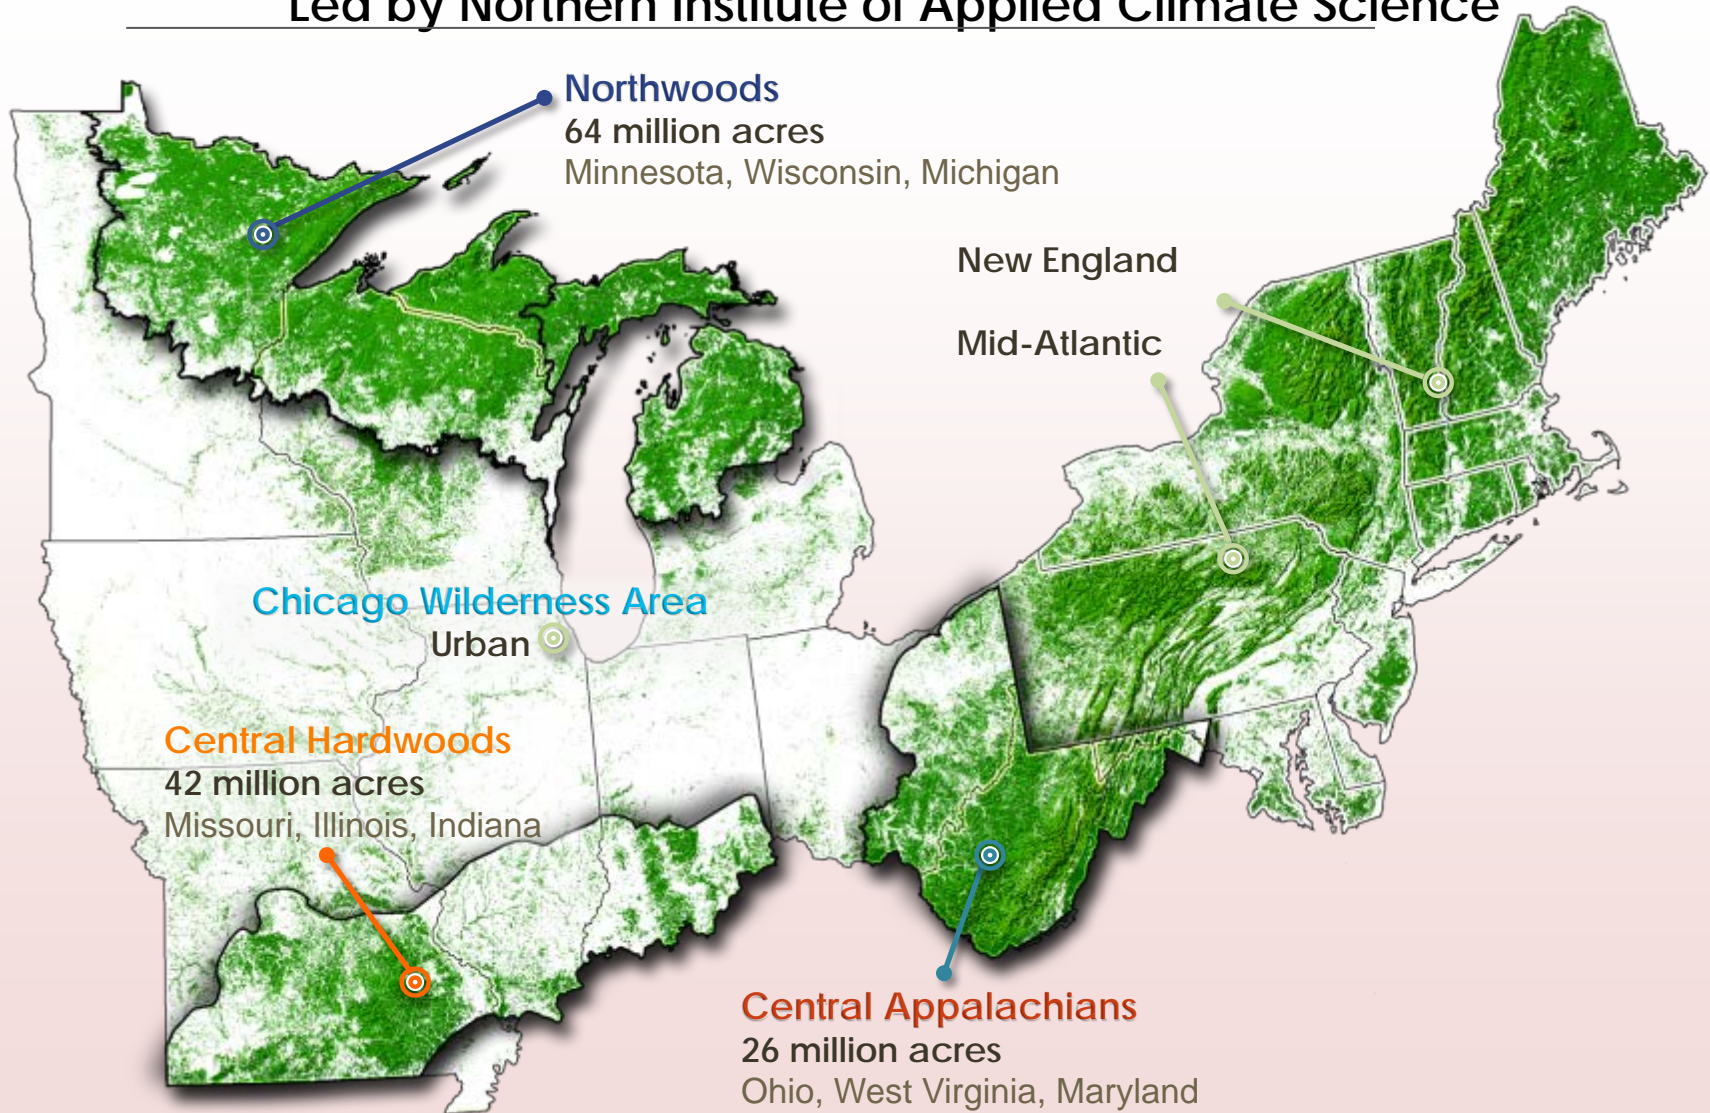 Led by Northern Institute of Applied Climate Science
Northwoods
64 million acres
Minnesota, Wisconsin, Michigan
New England
Mid-Atlantic
Chicago Wilderness Area
Urban
Central Hardwoods
42 million acres
Missouri, Illinois, Indiana
Central Appalachians
26 million acres
Ohio, West Virginia, Maryland